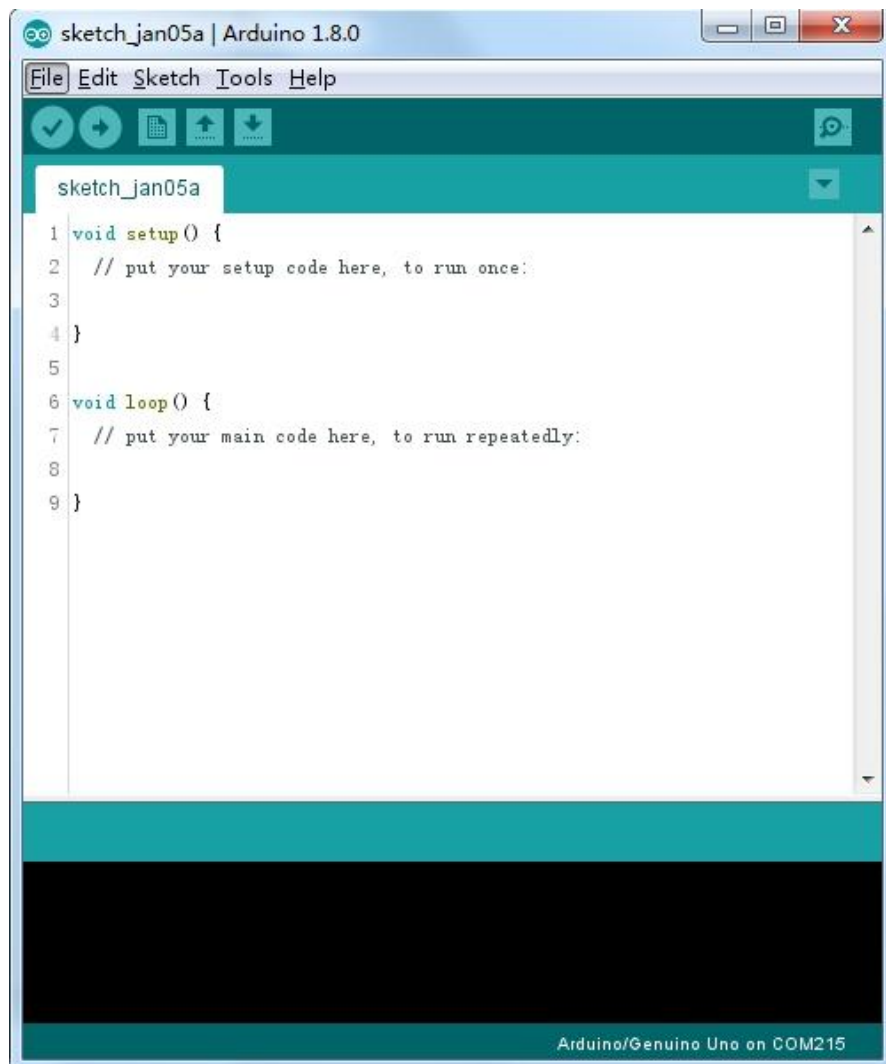 sketch_jan05a | Arduino 1.8.0
File Edit Sketch Tools Help
sketch_jan05a
1 void setup() {
2 // put your setup code here, to run once:
3
4 }
5
6 void loop() {
7 // put your main code here, to run repeatedly:
8
9 }
Arduino/Genuino Uno on COM215